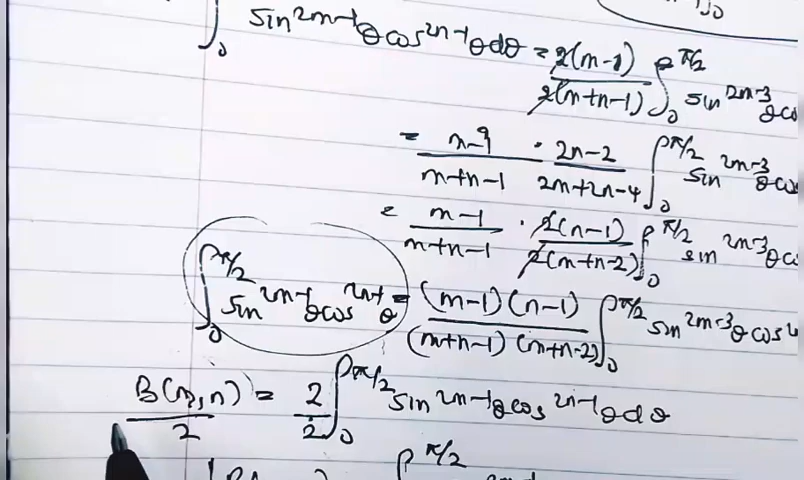 ∫₀ sin^{2m-1}θ cos^{2n-1}θ dθ = 2(m-1)/2(m+n-1) ∫₀^{π/2} sin^{2m-3}θ cos
= m-1/m+n-1 · 2n-2/2m+2n-4 ∫₀^{π/2} sin^{2m-3}θ cos
= m-1/m+n-1 · 2(n-1)/2(m+n-2) ∫₀^{π/2} sin^{2m-3}θ cos
∫₀^{π/2} sin^{2m-1}θ cos^{2n-1}θ = (m-1)(n-1)/(m+n-1)(m+n-2) ∫₀^{π/2} sin^{2m-3}θ cos²
B(m,n)/2 = 2/2 ∫₀^{π/2} sin^{2m-1}θ cos^{2n-1}θ dθ
π/2